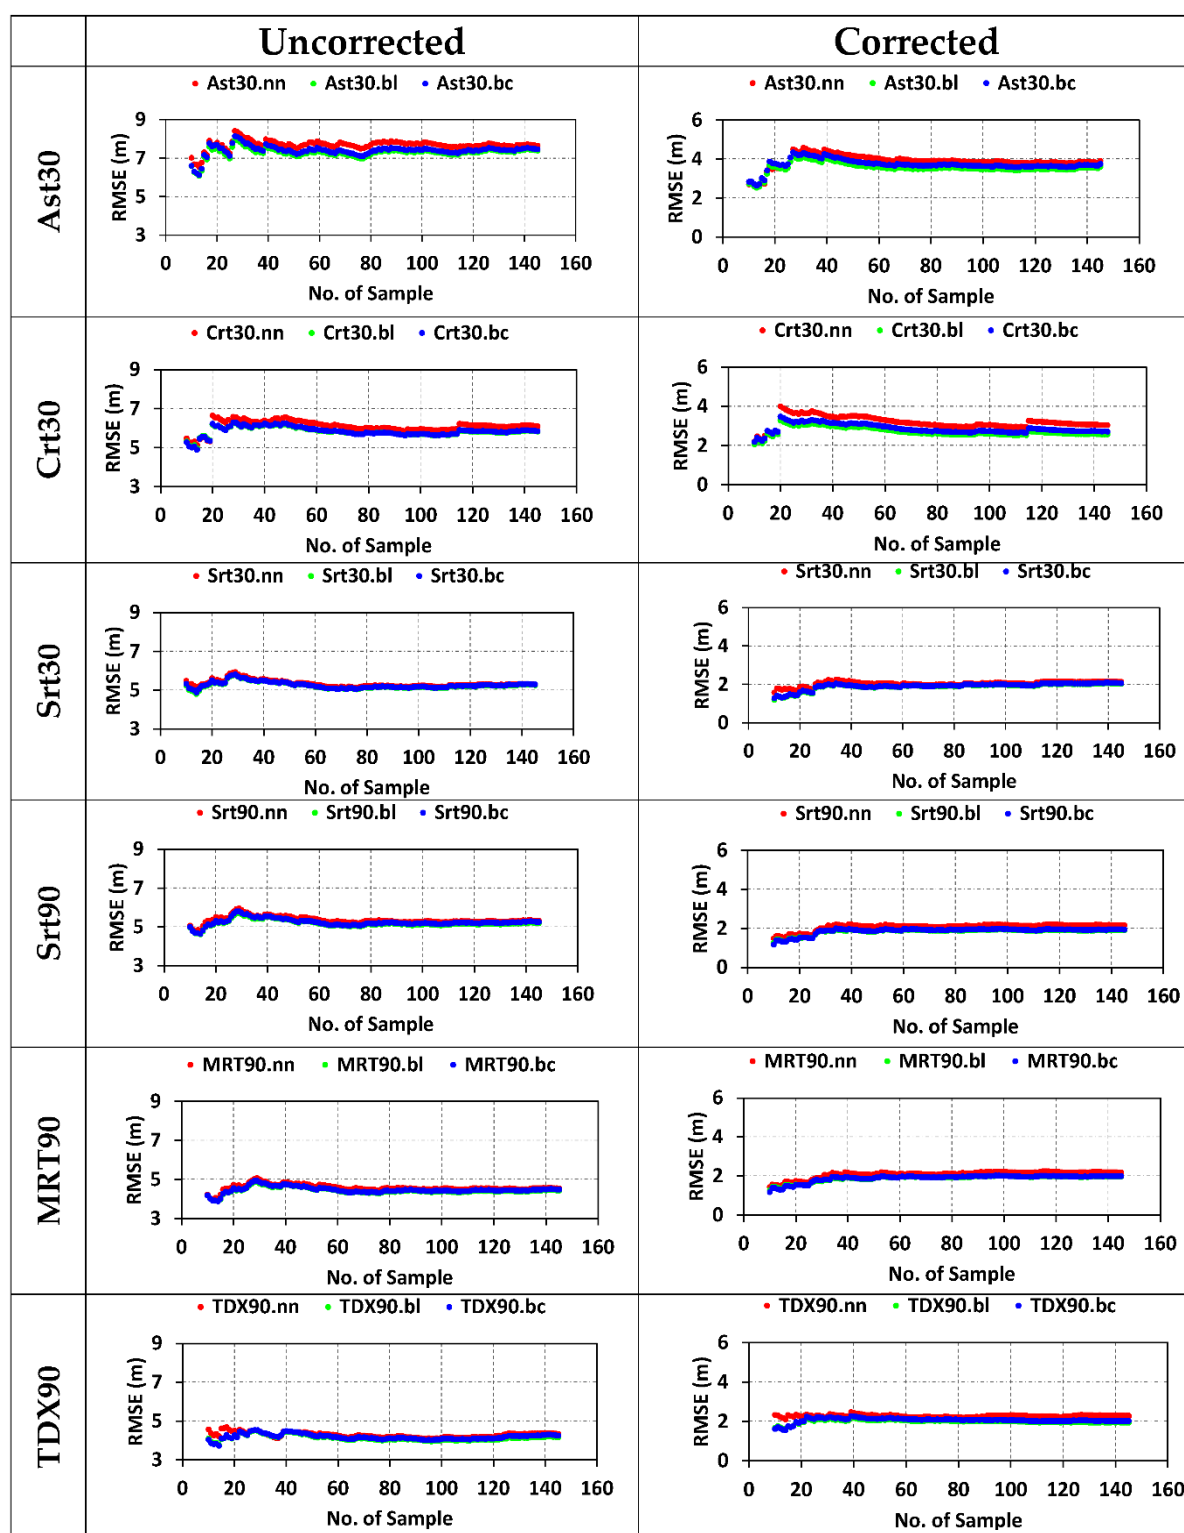 Uncorrected Corrected
Ast30
Ast30.nn Ast30.bl Ast30.bc
RMSE (m)
9
7
5
3
0 20 40 60 80 100 120 140 160
No. of Sample
Ast30.nn Ast30.bl Ast30.bc
RMSE (m)
6
4
2
0
0 20 40 60 80 100 120 140 160
No. of Sample
Crt30
Crt30.nn Crt30.bl Crt30.bc
RMSE (m)
9
7
5
3
0 20 40 60 80 100 120 140 160
No. of Sample
Crt30.nn Crt30.bl Crt30.bc
RMSE (m)
6
4
2
0
0 20 40 60 80 100 120 140 160
No. of Sample
Srt30
Srt30.nn Srt30.bl Srt30.bc
RMSE (m)
9
7
5
3
0 20 40 60 80 100 120 140 160
No. of Sample
Srt30.nn Srt30.bl Srt30.bc
RMSE (m)
6
4
2
0
0 20 40 60 80 100 120 140 160
No. of Sample
Srt90
Srt90.nn Srt90.bl Srt90.bc
RMSE (m)
9
7
5
3
0 20 40 60 80 100 120 140 160
No. of Sample
Srt90.nn Srt90.bl Srt90.bc
RMSE (m)
6
4
2
0
0 20 40 60 80 100 120 140 160
No. of Sample
MRT90
MRT90.nn MRT90.bl MRT90.bc
RMSE (m)
9
7
5
3
0 20 40 60 80 100 120 140 160
No. of Sample
MRT90.nn MRT90.bl MRT90.bc
RMSE (m)
6
4
2
0
0 20 40 60 80 100 120 140 160
No. of Sample
TDX90
TDX90.nn TDX90.bl TDX90.bc
RMSE (m)
9
7
5
3
0 20 40 60 80 100 120 140 160
No. of Sample
TDX90.nn TDX90.bl TDX90.bc
RMSE (m)
6
4
2
0
0 20 40 60 80 100 120 140 160
No. of Sample